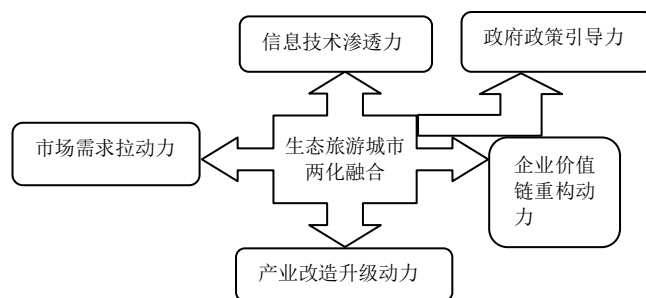 信息技术渗透力
政府政策引导力
市场需求拉动力
生态旅游城市
两化融合
企业价值
链重构动
力
产业改造升级动力